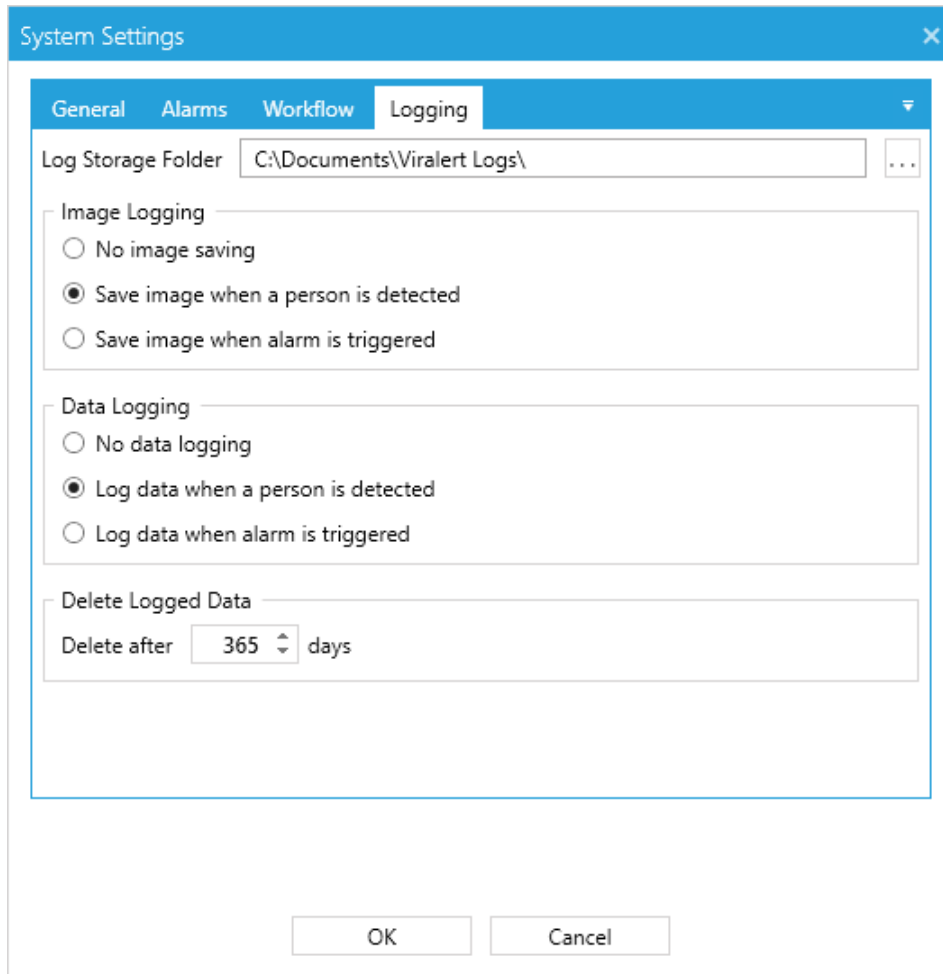 System Settings
General Alarms Workflow Logging
Log Storage Folder C:\Documents\Viralert Logs\ ...
Image Logging
No image saving
Save image when a person is detected
Save image when alarm is triggered
Data Logging
No data logging
Log data when a person is detected
Log data when alarm is triggered
Delete Logged Data
Delete after 365 days
OK Cancel